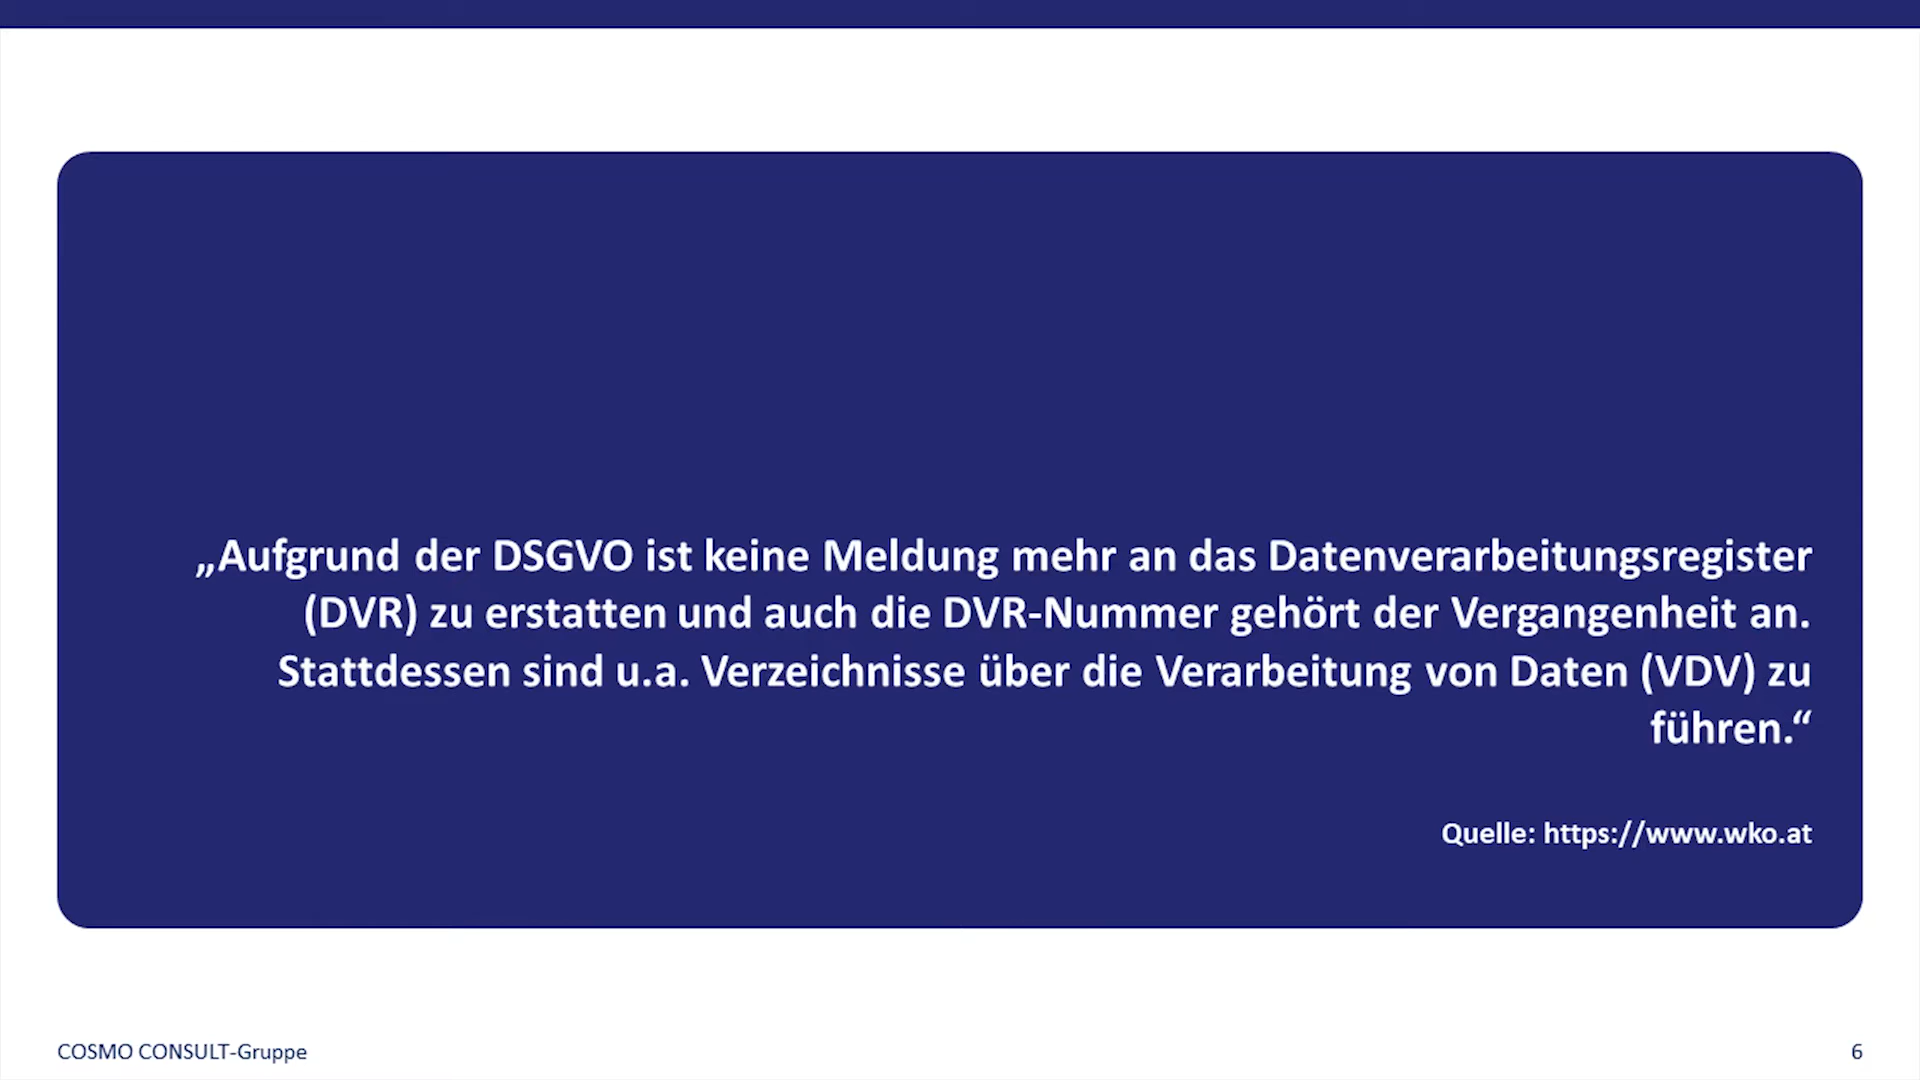 „Aufgrund der DSGVO ist keine Meldung mehr an das Datenverarbeitungsregister
(DVR) zu erstatten und auch die DVR-Nummer gehört der Vergangenheit an.
Stattdessen sind u.a. Verzeichnisse über die Verarbeitung von Daten (VDV) zu
führen.“
Quelle: https://www.wko.at
COSMO CONSULT-Gruppe
6